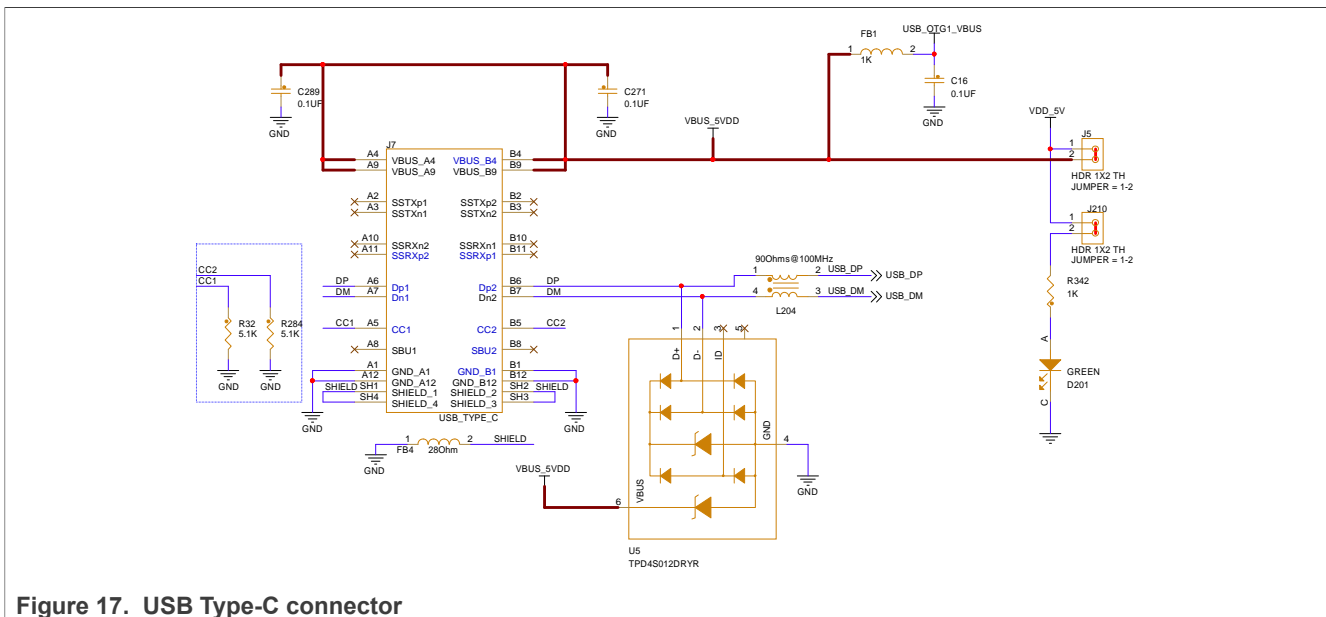 USB_OTG1_VBUS
FB1
1 2
1K
C16
0.1UF
GND
C289
0.1UF
GND
C271
0.1UF
GND
VBUS_5VDD
VDD_5V
J5
1
2
HDR 1X2 TH
JUMPER = 1-2
J7
A4 VBUS_A4 VBUS_B4 B4
A9 VBUS_A9 VBUS_B9 B9
A2 SSTXp1 SSTXp2 B2
A3 SSTXn1 SSTXn2 B3
A10 SSRXn2 SSRXn1 B10
A11 SSRXp2 SSRXp1 B11
DP A6 Dp1 Dp2 B6 DP
DM A7 Dn1 Dn2 B7 DM
CC1 A5 CC1 CC2 B5 CC2
A8 SBU1 SBU2 B8
A1 GND_A1 GND_B1 B1
A12 GND_A12 GND_B12 B12
SHIELD SH1 SHIELD_1 SHIELD_2 SH2 SHIELD
SH4 SHIELD_4 SHIELD_3 SH3
USB_TYPE_C
GND
GND
CC2
CC1
R32
5.1K
R284
5.1K
GND
GND
J210
1
2
HDR 1X2 TH
JUMPER = 1-2
90Ohms@100MHz
1 2 USB_DP USB_DP
4 3 USB_DM USB_DM
L204
R342
1K
A
GREEN
D201
C
1 2 3 5
D+ D- ID
GND
4
GND
VBUS
6
U5
TPD4S012DRYR
1 2 SHIELD
FB4 28Ohm
GND
VBUS_5VDD
Figure 17. USB Type-C connector